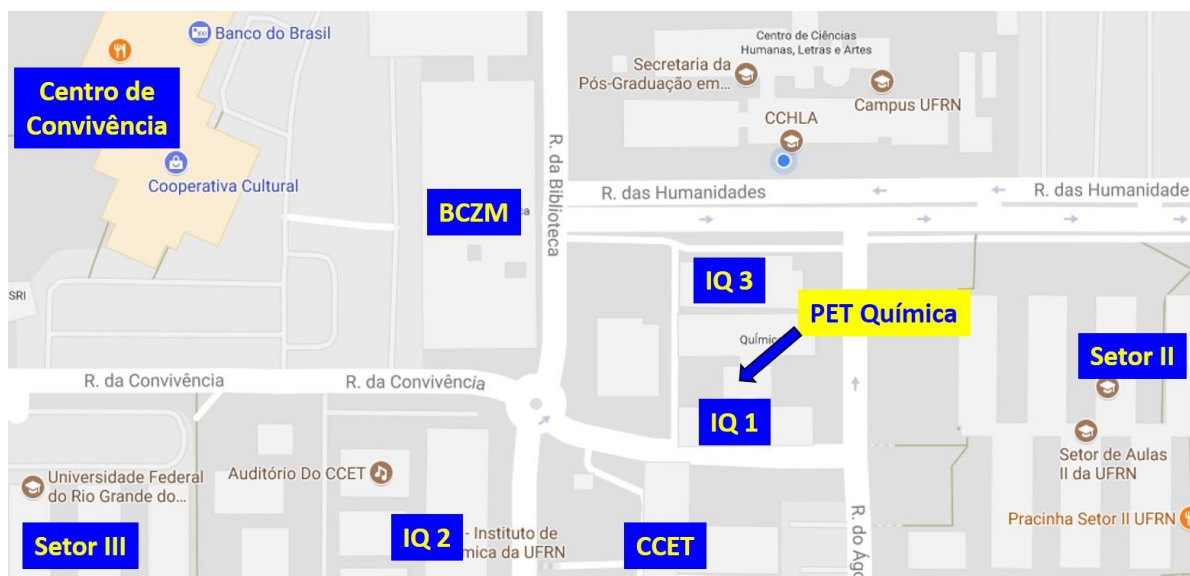 Banco do Brasil
Centro de
Convivência
Cooperativa Cultural
SRI
BCZM
R. da Biblioteca
Centro de Ciências
Humanas, Letras e Artes
Secretaria da
Pós-Graduação em...
Campus UFRN
CCHLA
R. das Humanidades
R. das Humanidade
IQ 3
PET Química
Químic
IQ 1
Setor II
Setor de Aulas
II da UFRN
Pracinha Setor II UFRN
R. da Convivência
R. da Convivência
Universidade Federal
do Rio Grande do...
Setor III
Auditório Do CCET
IQ 2
- Instituto de
mica da UFRN
CCET
R. do Ágo